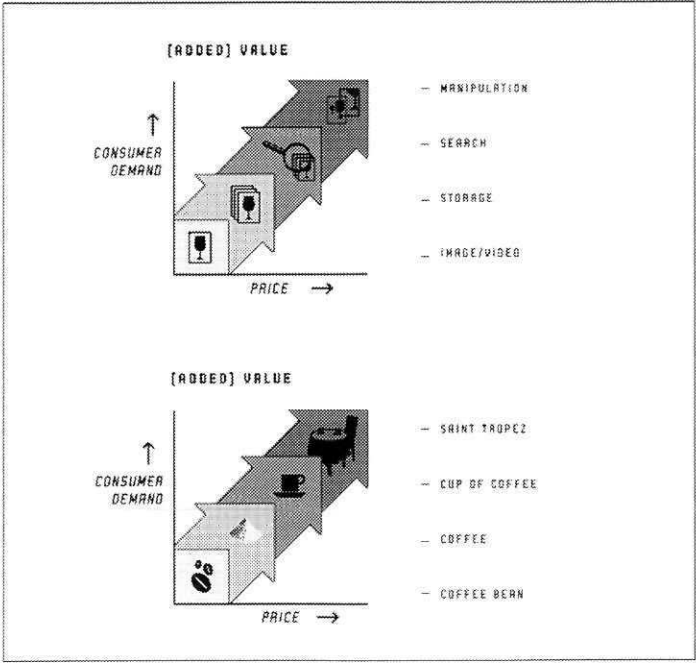 [ADDED] VALUE
↑
CONSUMER
DEMAND
PRICE →
— MANIPULATION
— SEARCH
— STORAGE
— IMAGE/VIDEO
[ADDED] VALUE
↑
CONSUMER
DEMAND
PRICE →
— SAINT TROPEZ
— CUP OF COFFEE
— COFFEE
— COFFEE BEAN